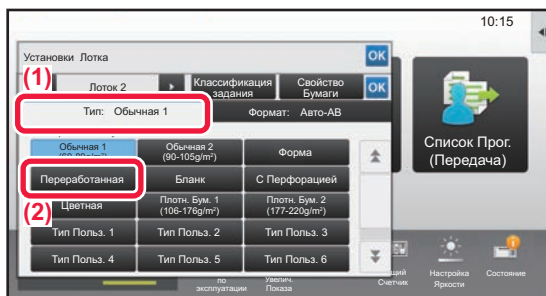 10:15
Установки Лотка
OK
(1)
Лоток 2
Классификация задания
Свойство Бумаги
OK
Тип: Обычная 1
Формат: Авто-AB
Обычная 1
Обычная 2
(90-105g/m²)
Форма
Переработанная
Бланк
С Перфорацией
(2)
Цветная
Плотн. Бум. 1
(106-176g/m²)
Плотн. Бум. 2
(177-220g/m²)
Тип Польз. 1
Тип Польз. 2
Тип Польз. 3
Тип Польз. 4
Тип Польз. 5
Тип Польз. 6
Список Прог.
(Передача)
по
эксплуатации
Увелич.
Показа
Счетчик
Настройка
Яркости
Состояние